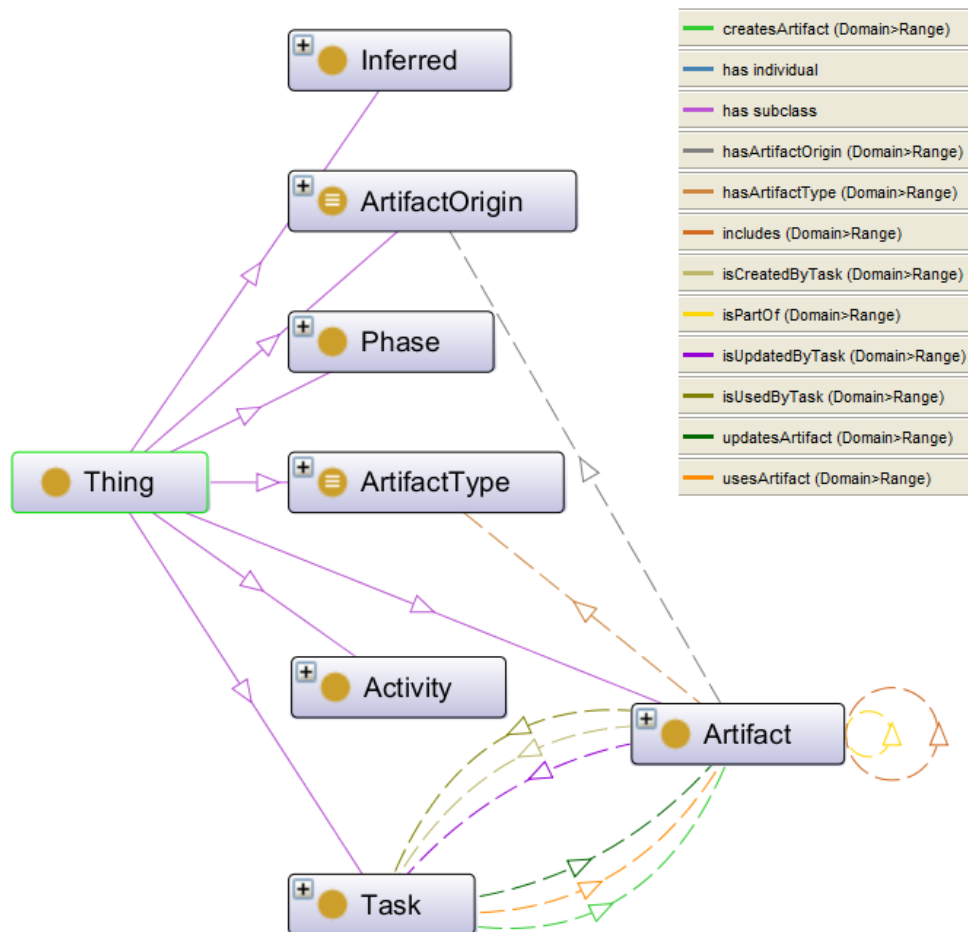 Inferred
ArtifactOrigin
Phase
Thing
ArtifactType
Activity
Artifact
Task
createsArtifact (Domain>Range)
has individual
has subclass
hasArtifactOrigin (Domain>Range)
hasArtifactType (Domain>Range)
includes (Domain>Range)
isCreatedByTask (Domain>Range)
isPartOf (Domain>Range)
isUpdatedByTask (Domain>Range)
isUsedByTask (Domain>Range)
updatesArtifact (Domain>Range)
usesArtifact (Domain>Range)